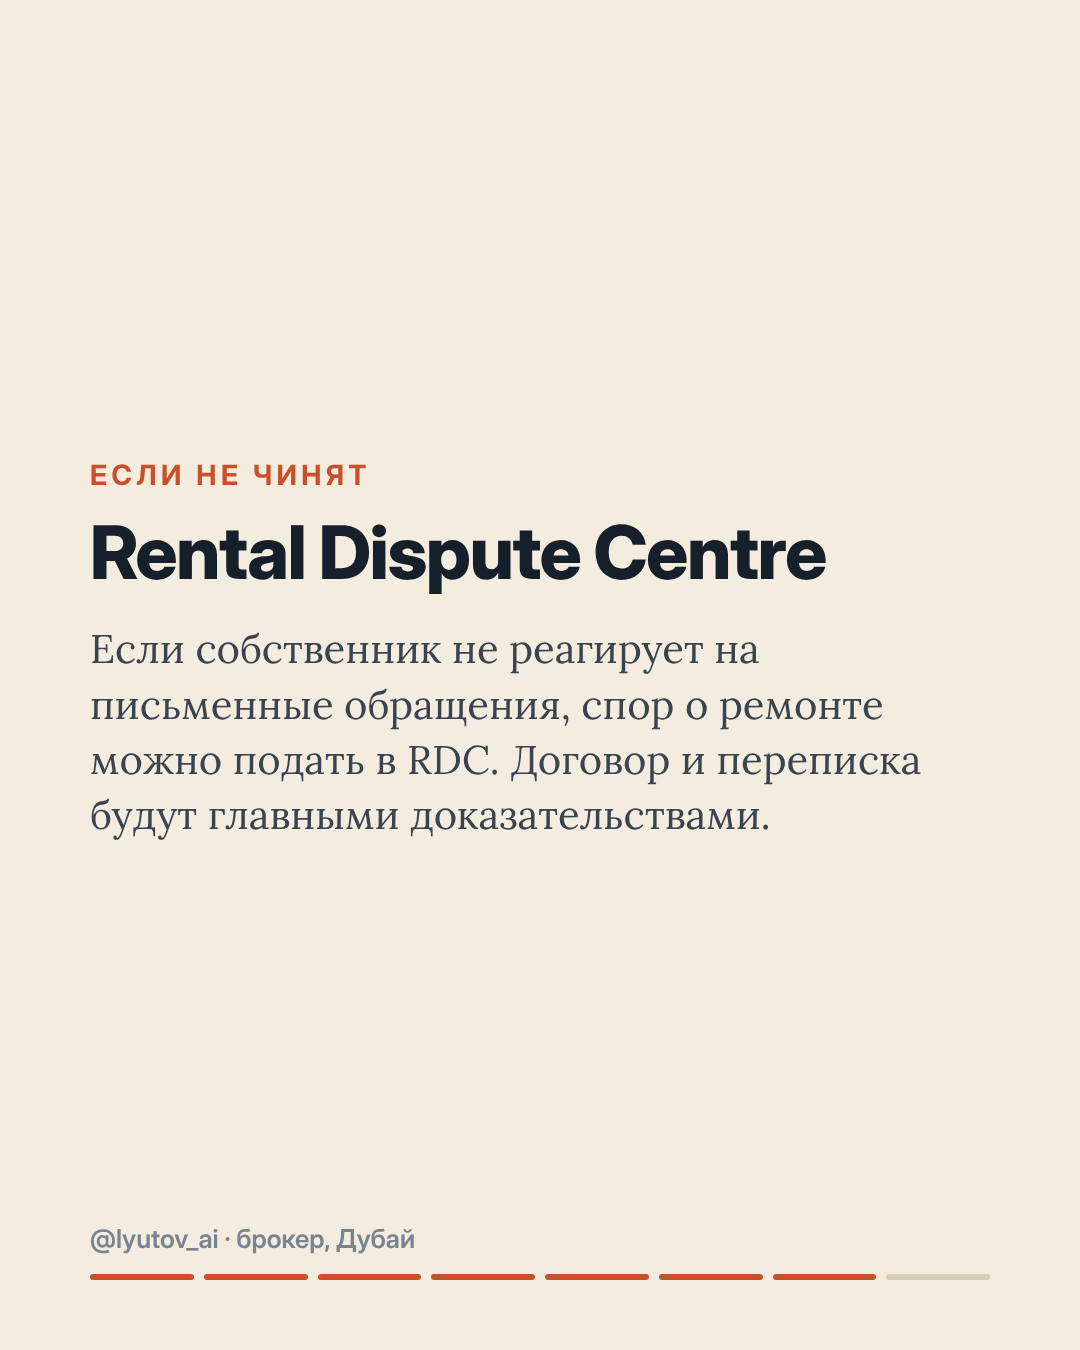 ЕСЛИ НЕ ЧИНЯТ
Rental Dispute Centre
Если собственник не реагирует на
письменные обращения, спор о ремонте
можно подать в RDC. Договор и переписка
будут главными доказательствами.
@lyutov_ai · брокер, Дубай